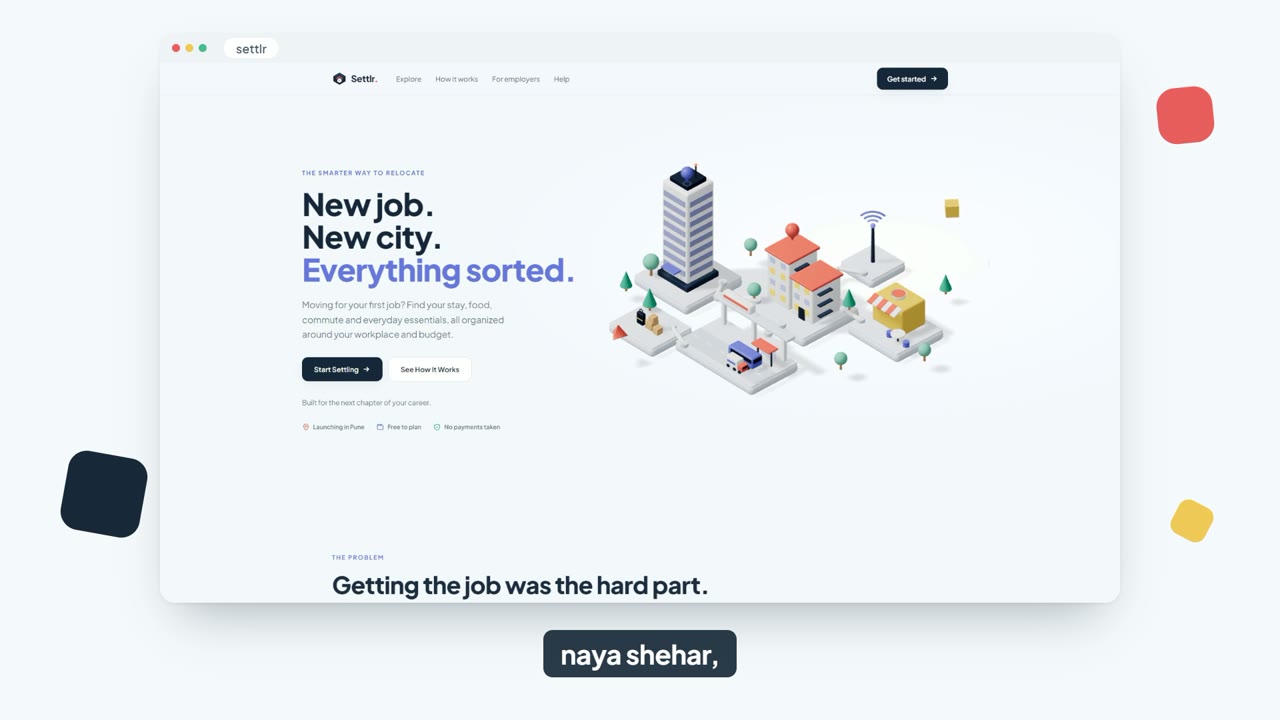 settlr
Settlr.
Explore
How it works
For employers
Help
Get started →
THE SMARTER WAY TO RELOCATE
New job.
New city.
Everything sorted.
Moving for your first job? Find your stay, food,
commute and everyday essentials, all organized
around your workplace and budget.
Start Settling →
See How It Works
Built for the next chapter of your career.
Launching in Pune
Free to plan
No payments taken
THE PROBLEM
Getting the job was the hard part.
naya shehar,